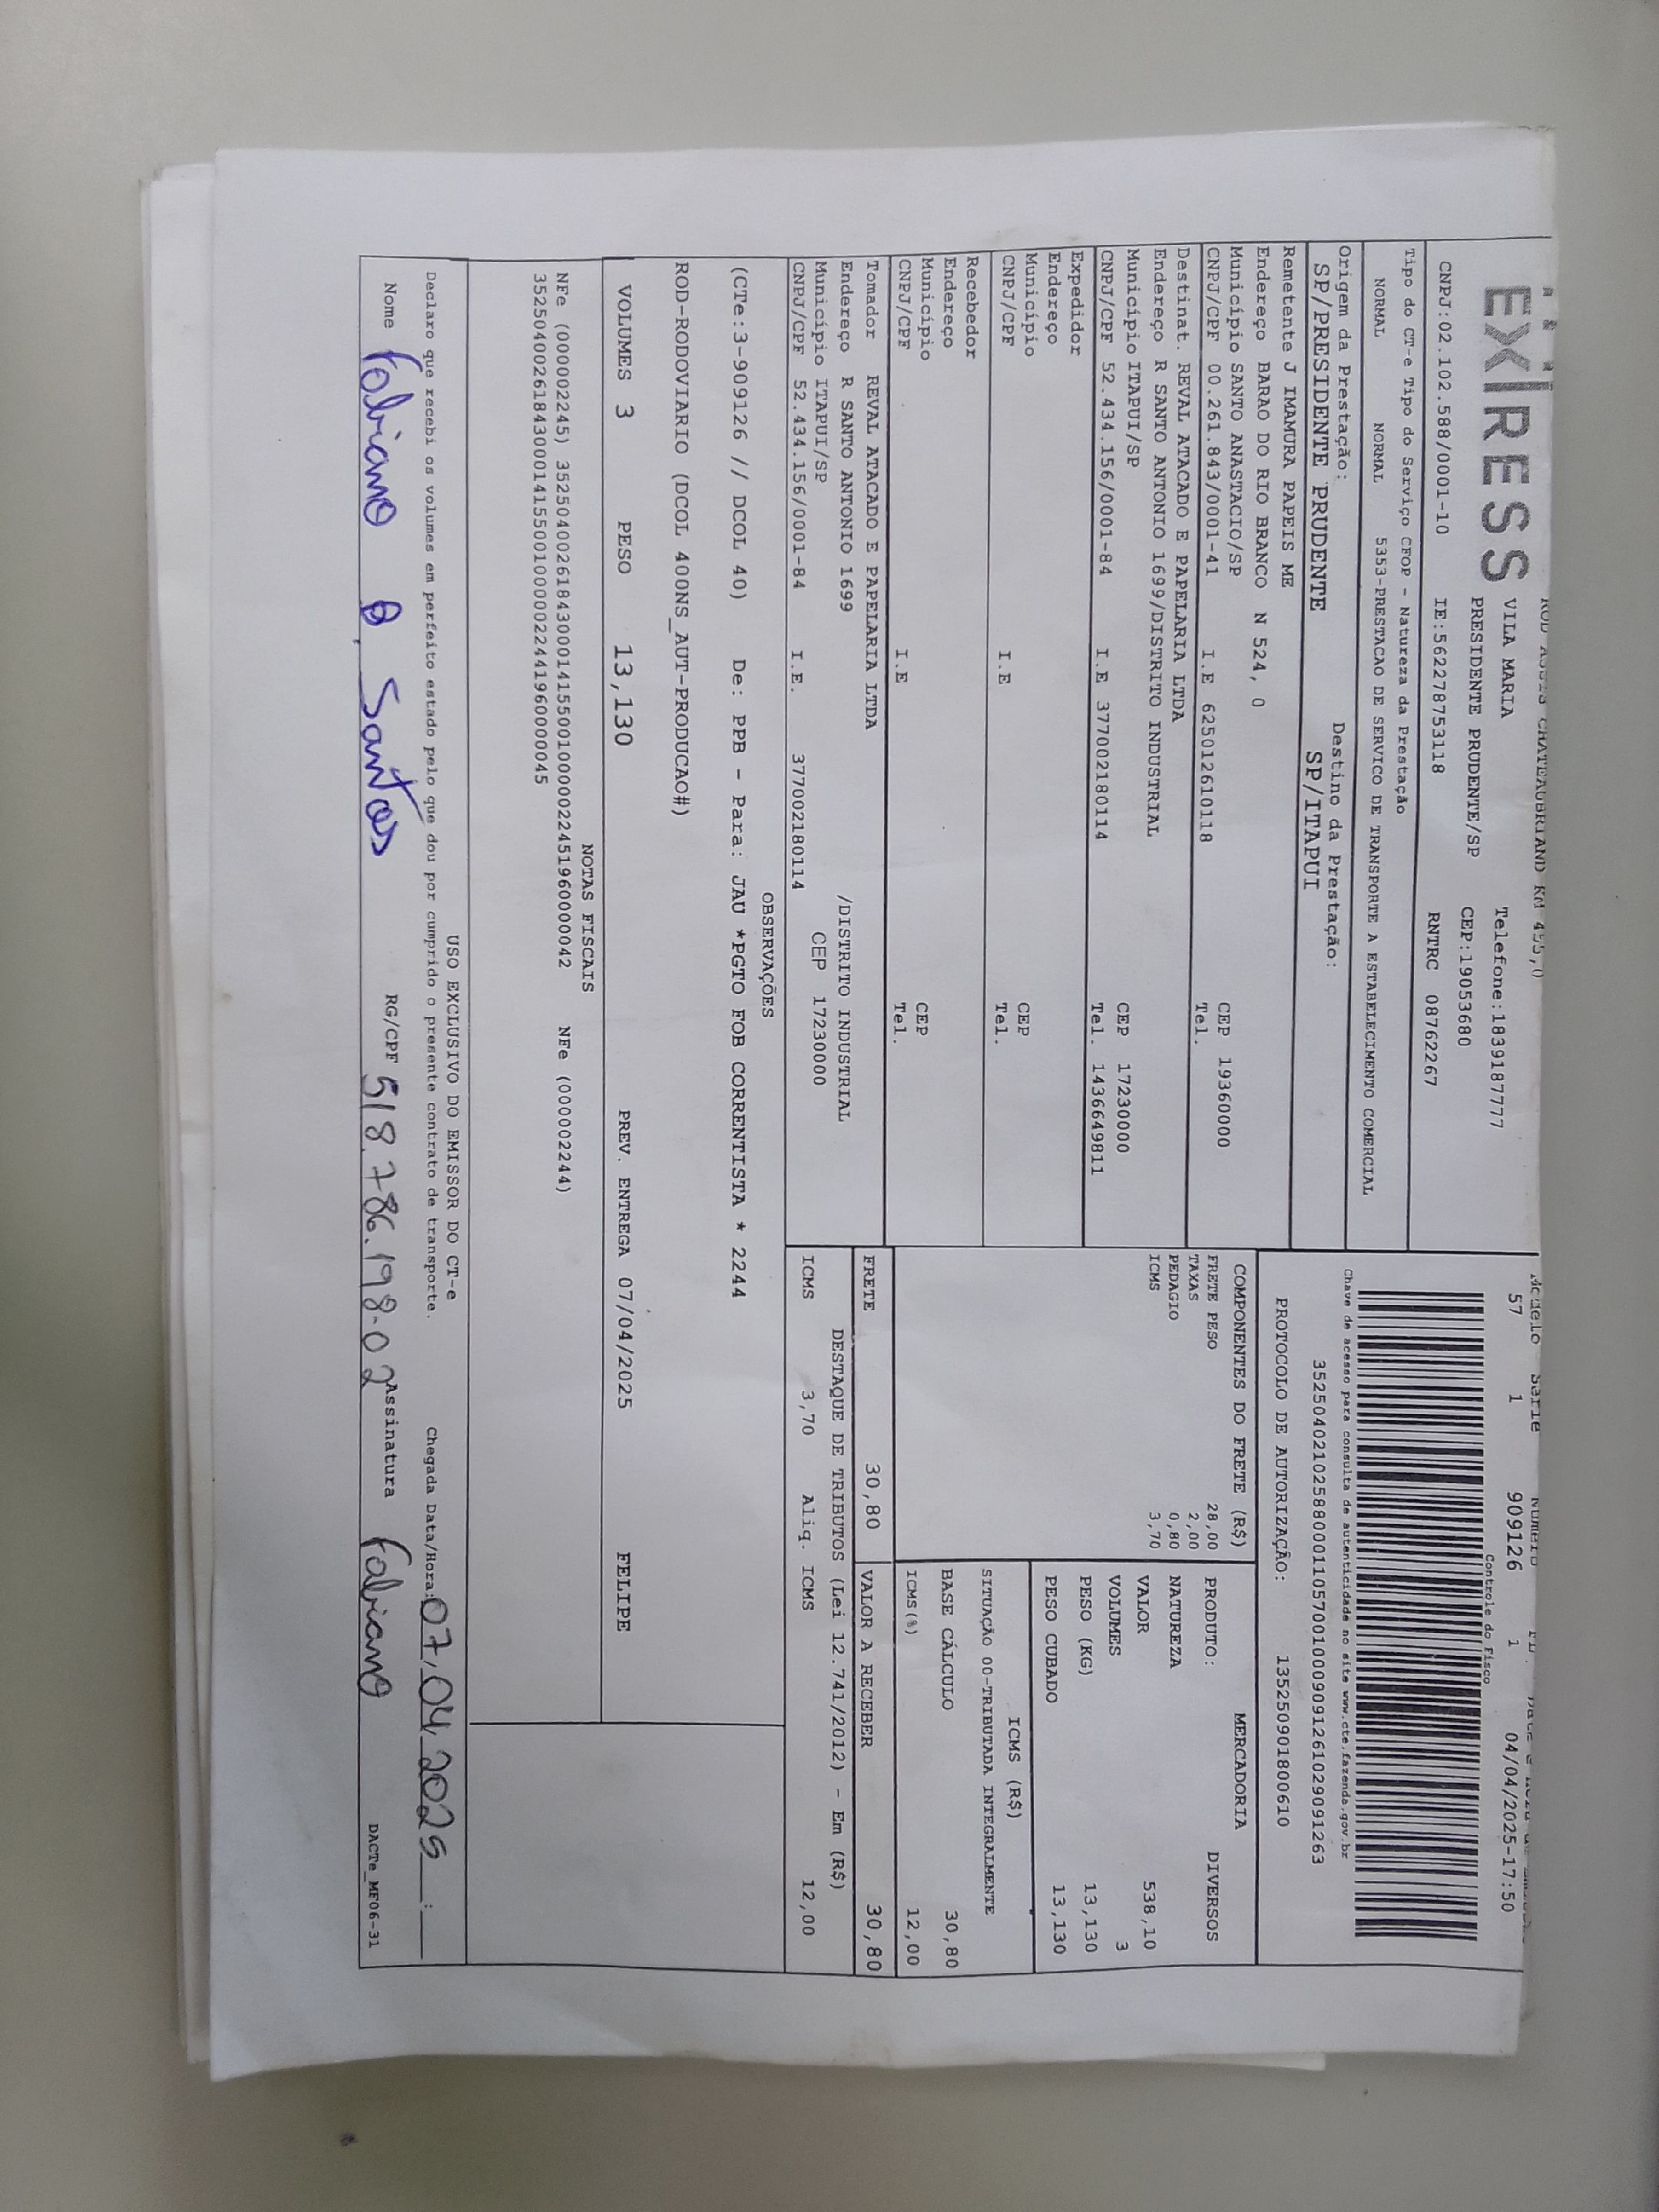 EXPRESS
VILA MARIA Telefone:1839187777
PRESIDENTE PRUDENTE/SP CEP:19053680
CNPJ:02.102.588/0001-10 IE:562278753118 RNTRC 08762267
Modelo Série Número FL.
57 1 909126 1 04/04/2025-17:50
Controle do Fisco
Chave de acesso para consulta de autenticidade no site www.cte.fazenda.gov.br
35250402102588000110570010009091261029091263
PROTOCOLO DE AUTORIZAÇÃO: 135250901800610
Tipo do CT-e Tipo do Serviço CFOP - Natureza da Prestação
NORMAL NORMAL 5353-PRESTACAO DE SERVICO DE TRANSPORTE A ESTABELECIMENTO COMERCIAL
Origem da Prestação: Destino da Prestação:
SP/PRESIDENTE PRUDENTE SP/ITAPUI
Remetente J IMAMURA PAPEIS ME
Endereço BARAO DO RIO BRANCO N 524, 0
Município SANTO ANASTACIO/SP CEP 19360000
CNPJ/CPF 00.261.843/0001-41 I.E 625012610118 Tel.
Destinat. REVAL ATACADO E PAPELARIA LTDA
Endereço R SANTO ANTONIO 1699/DISTRITO INDUSTRIAL
Município ITAPUI/SP CEP 17230000
CNPJ/CPF 52.434.156/0001-84 I.E 377002180114 Tel. 1436649811
Expedidor
Endereço
Município CEP
CNPJ/CPF I.E Tel.
Recebedor
Endereço
Município CEP
CNPJ/CPF I.E Tel.
Tomador REVAL ATACADO E PAPELARIA LTDA
Endereço R SANTO ANTONIO 1699 /DISTRITO INDUSTRIAL
Município ITAPUI/SP CEP 17230000
CNPJ/CPF 52.434.156/0001-84 I.E. 377002180114
COMPONENTES DO FRETE (R$)
FRETE PESO 28,00
TAXAS 2,00
PEDAGIO 0,80
ICMS 3,70
MERCADORIA
PRODUTO: DIVERSOS
NATUREZA
VALOR 538,10
VOLUMES 3
PESO (KG) 13,130
PESO CUBADO 13,130
ICMS (R$)
SITUAÇÃO 00-TRIBUTADA INTEGRALMENTE
BASE CÁLCULO 30,80
ICMS(%) 12,00
FRETE 30,80 VALOR A RECEBER 30,80
DESTAQUE DE TRIBUTOS (Lei 12.741/2012) - Em (R$)
ICMS 3,70 Aliq. ICMS 12,00
OBSERVAÇÕES
(CTe:3-909126 // DCOL 40) De: PPB - Para: JAU *PGTO FOB CORRENTISTA * 2244
ROD-RODOVIARIO (DCOL 400NS_AUT-PRODUCAO#)
VOLUMES 3 PESO 13,130 PREV. ENTREGA 07/04/2025 FELIPE
NOTAS FISCAIS
NFe (000002245) 35250400261843000141550010000022451960000042 NFe (000002244)
35250400261843000141550010000022441960000045
USO EXCLUSIVO DO EMISSOR DO CT-e
Declaro que recebi os volumes em perfeito estado pelo que dou por cumprido o presente contrato de transporte. Chegada Data/Hora: 07/04/2025 __:__
Nome Fabiano D. Santos RG/CPF 518.786.198-02 Assinatura Fabiano DACTe_MF06-31